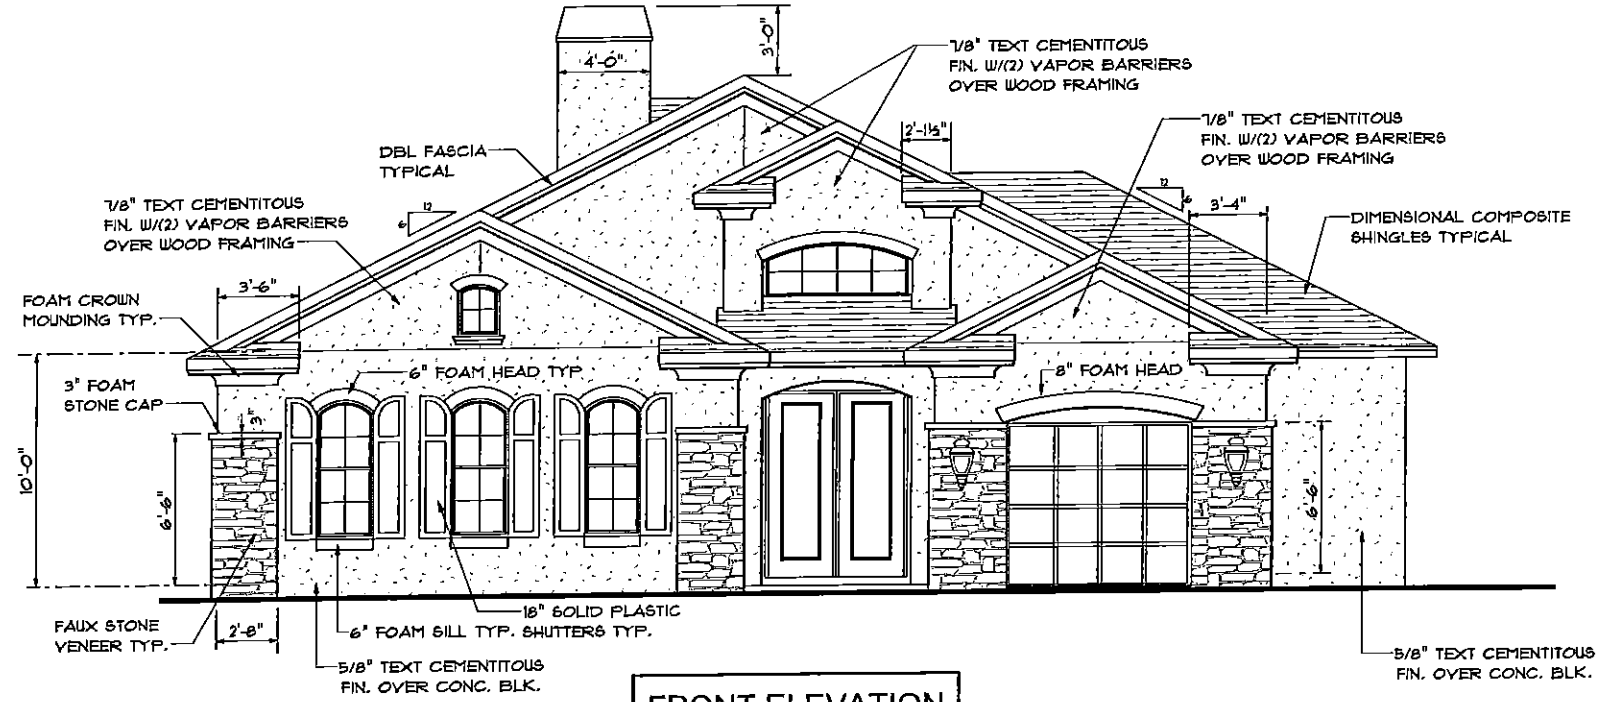 4'-0"
3'-0"
7/8" TEXT CEMENTITOUS
FIN. W/(2) VAPOR BARRIERS
OVER WOOD FRAMING
2'-1½"
7/8" TEXT CEMENTITOUS
FIN. W/(2) VAPOR BARRIERS
OVER WOOD FRAMING
DBL FASCIA
TYPICAL
12
6
12
6
3'-4"
7/8" TEXT CEMENTITOUS
FIN. W/(2) VAPOR BARRIERS
OVER WOOD FRAMING
DIMENSIONAL COMPOSITE
SHINGLES TYPICAL
3'-6"
FOAM CROWN
MOUNDING TYP.
3" FOAM
STONE CAP
6" FOAM HEAD TYP
8" FOAM HEAD
3"
10'-0"
6'-6"
6'-6"
FAUX STONE
VENEER TYP.
2'-8"
18" SOLID PLASTIC
6" FOAM SILL TYP. SHUTTERS TYP.
5/8" TEXT CEMENTITOUS
FIN. OVER CONC. BLK.
5/8" TEXT CEMENTITOUS
FIN. OVER CONC. BLK.
FRONT ELEVATION